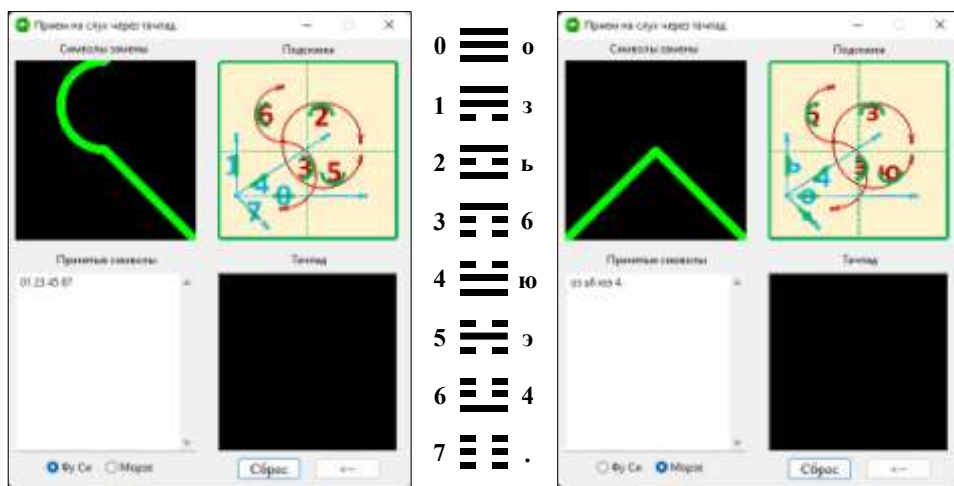 Прием на слух через тачпад
Символы замены Подсказка
6 2 1 3 5 4 0 7
Принятые символы Тачпад
01 23 45 67
Фу Си Морзе
Сброс ←
0 о
1 з
2 ь
3 6
4 ю
5 э
6 4
7 .
Прием на слух через тачпад
Символы замены Подсказка
Принятые символы Тачпад
Фу Си Морзе
Сброс ←